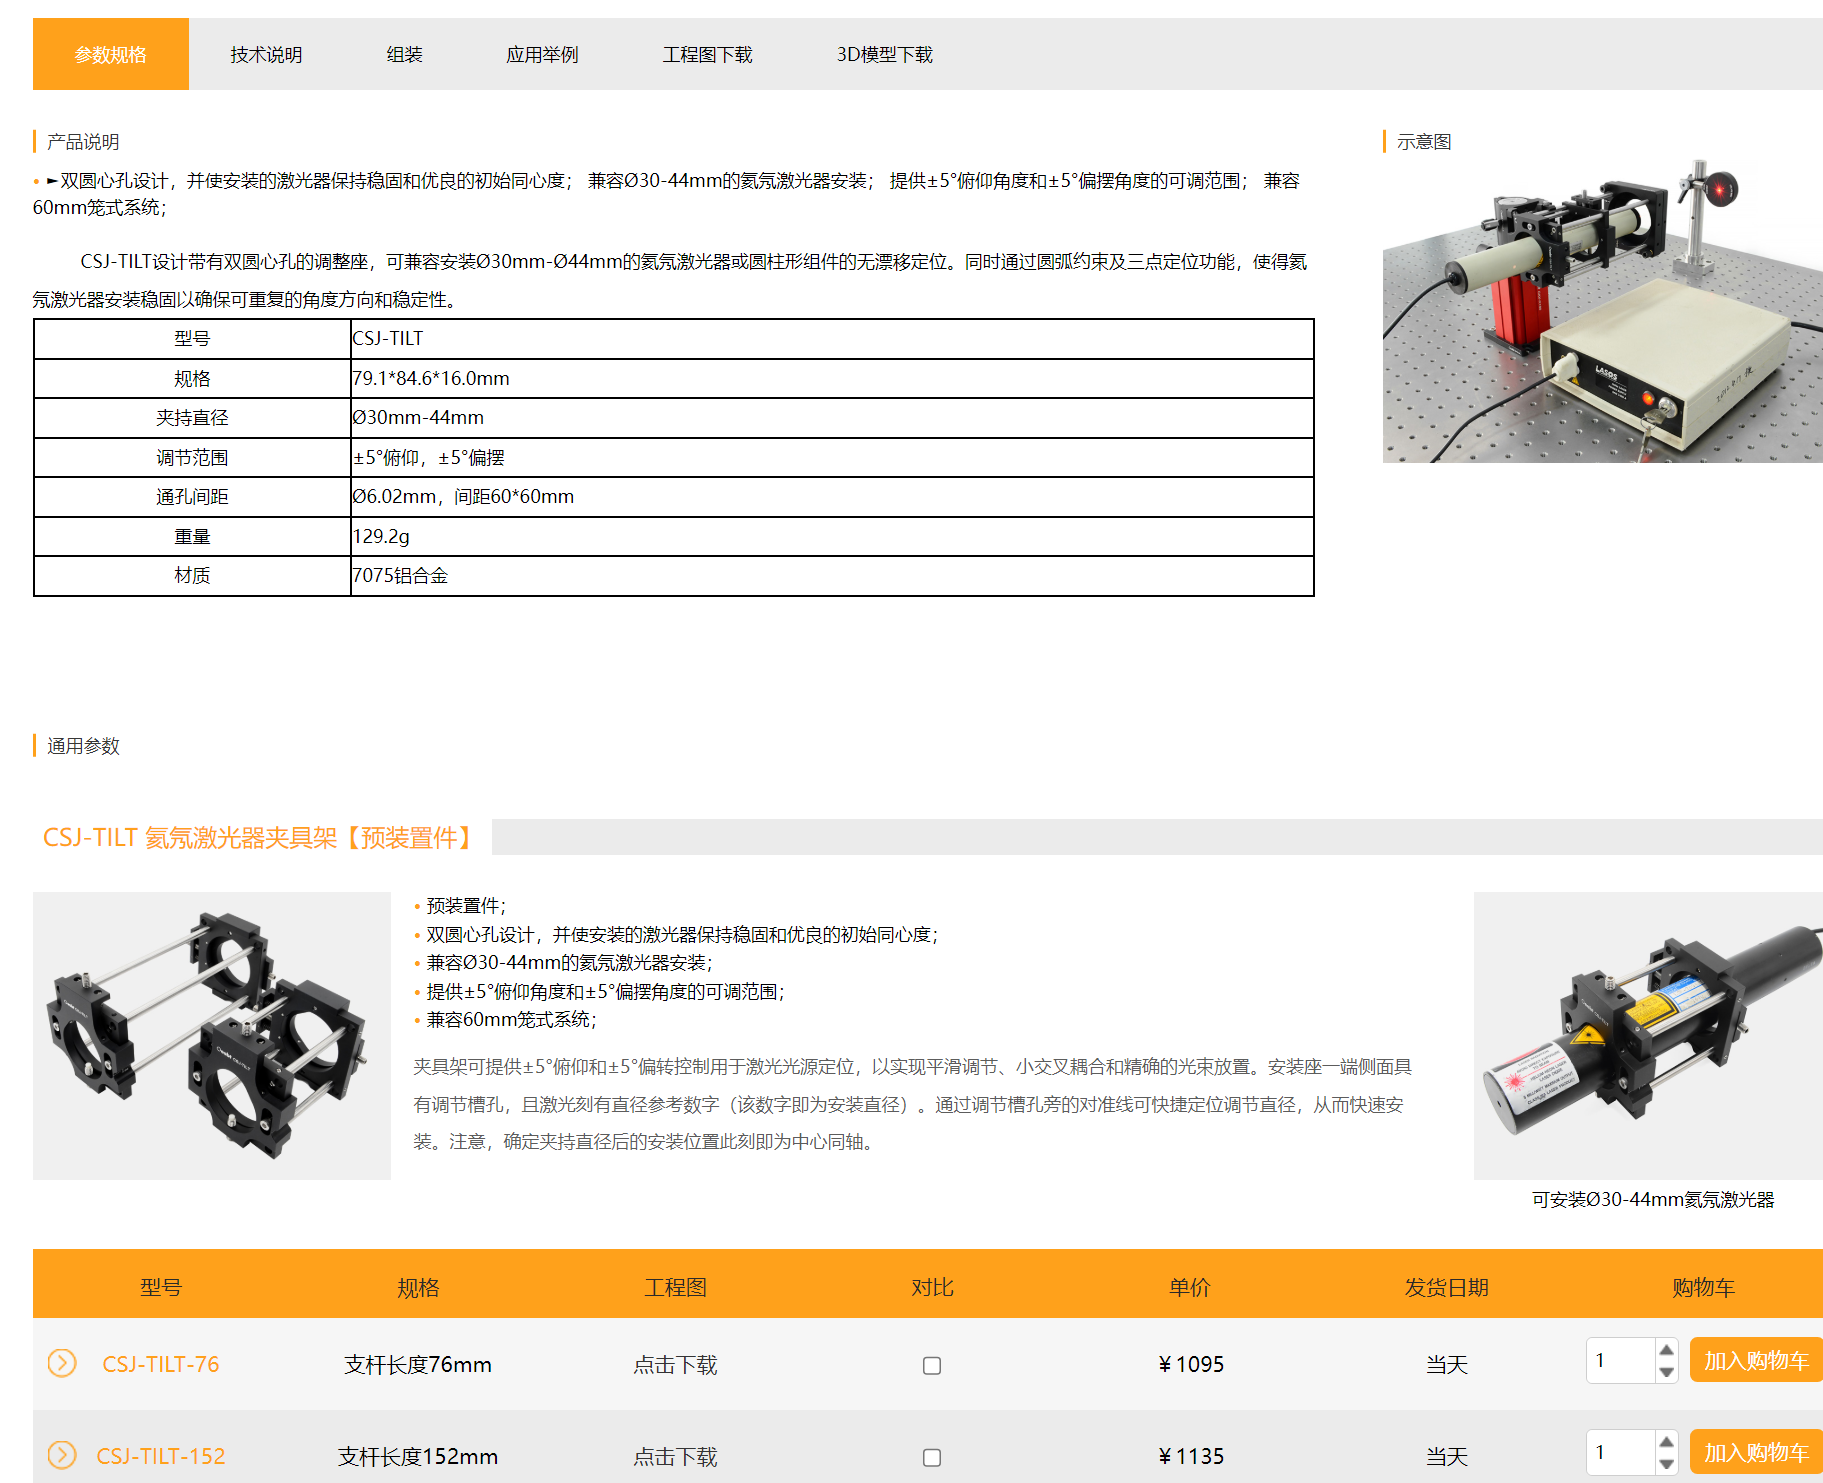 参数规格 技术说明 组装 应用举例 工程图下载 3D模型下载
产品说明
• ►双圆心孔设计，并使安装的激光器保持稳固和优良的初始同心度； 兼容Ø30-44mm的氦氖激光器安装； 提供±5°俯仰角度和±5°偏摆角度的可调范围； 兼容
60mm笼式系统；
CSJ-TILT设计带有双圆心孔的调整座，可兼容安装Ø30mm-Ø44mm的氦氖激光器或圆柱形组件的无漂移定位。同时通过圆弧约束及三点定位功能，使得氦
氖激光器安装稳固以确保可重复的角度方向和稳定性。
型号 CSJ-TILT
规格 79.1*84.6*16.0mm
夹持直径 Ø30mm-44mm
调节范围 ±5°俯仰，±5°偏摆
通孔间距 Ø6.02mm，间距60*60mm
重量 129.2g
材质 7075铝合金
示意图
LASOS
通用参数
CSJ-TILT 氦氖激光器夹具架【预装置件】
• 预装置件；
• 双圆心孔设计，并使安装的激光器保持稳固和优良的初始同心度；
• 兼容Ø30-44mm的氦氖激光器安装；
• 提供±5°俯仰角度和±5°偏摆角度的可调范围；
• 兼容60mm笼式系统；
夹具架可提供±5°俯仰和±5°偏转控制用于激光光源定位，以实现平滑调节、小交叉耦合和精确的光束放置。安装座一端侧面具
有调节槽孔，且激光刻有直径参考数字（该数字即为安装直径）。通过调节槽孔旁的对准线可快捷定位调节直径，从而快速安
装。注意，确定夹持直径后的安装位置此刻即为中心同轴。
可安装Ø30-44mm氦氖激光器
型号 规格 工程图 对比 单价 发货日期 购物车
CSJ-TILT-76 支杆长度76mm 点击下载 ¥1095 当天 1 加入购物车
CSJ-TILT-152 支杆长度152mm 点击下载 ¥1135 当天 1 加入购物车